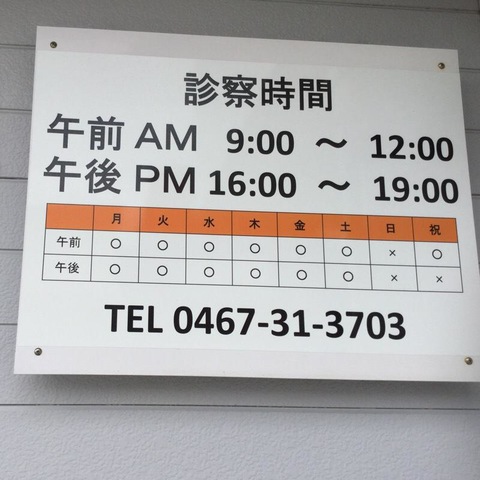 診察時間
午前 AM 9:00 ～ 12:00
午後 PM 16:00 ～ 19:00
月 火 水 木 金 土 日 祝
午前 ○ ○ ○ ○ ○ ○ × ○
午後 ○ ○ ○ ○ ○ ○ × ×
TEL 0467-31-3703